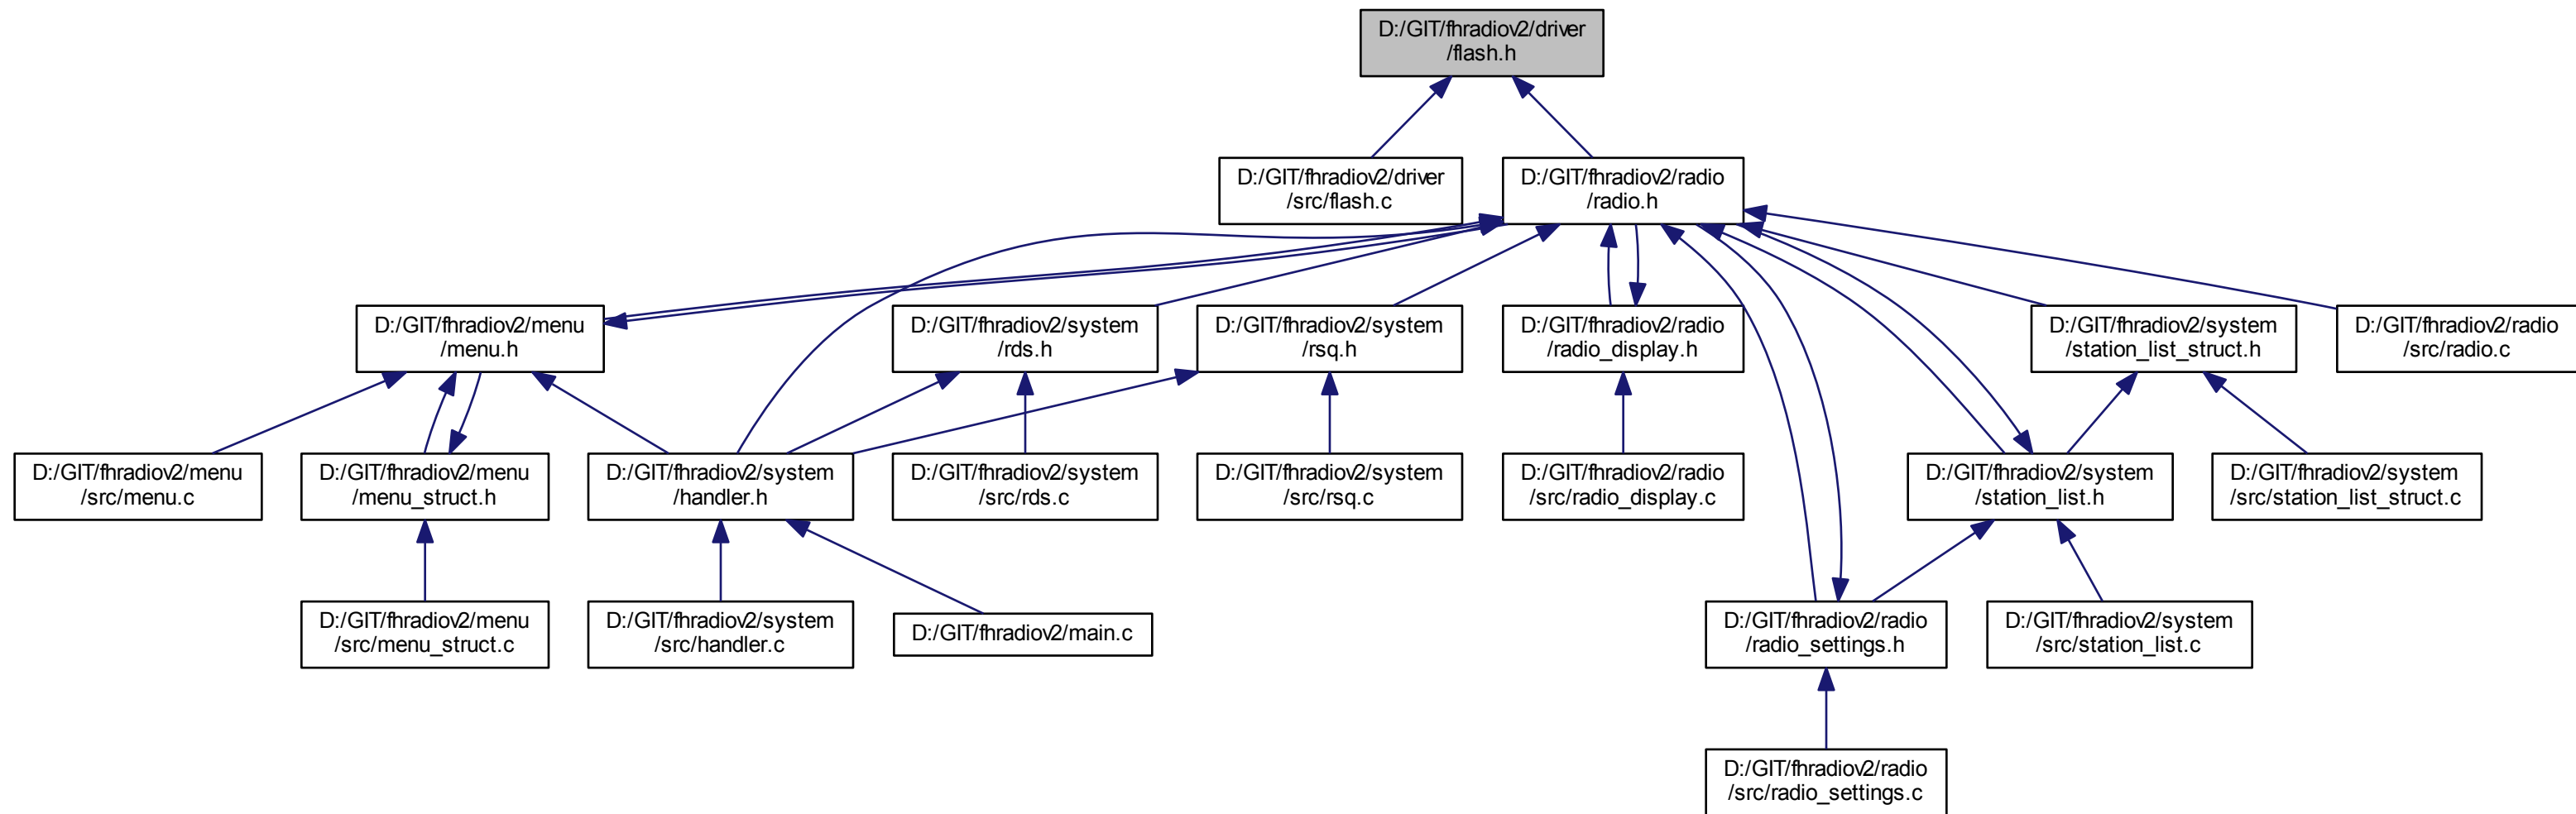 D:/GIT/fhradiov2/driver
/flash.h
D:/GIT/fhradiov2/driver
/src/flash.c
D:/GIT/fhradiov2/radio
/radio.h
D:/GIT/fhradiov2/menu
/menu.h
D:/GIT/fhradiov2/system
/rds.h
D:/GIT/fhradiov2/system
/rsq.h
D:/GIT/fhradiov2/radio
/radio_display.h
D:/GIT/fhradiov2/system
/station_list_struct.h
D:/GIT/fhradiov2/radio
/src/radio.c
D:/GIT/fhradiov2/menu
/src/menu.c
D:/GIT/fhradiov2/menu
/menu_struct.h
D:/GIT/fhradiov2/system
/handler.h
D:/GIT/fhradiov2/system
/src/rds.c
D:/GIT/fhradiov2/system
/src/rsq.c
D:/GIT/fhradiov2/radio
/src/radio_display.c
D:/GIT/fhradiov2/system
/station_list.h
D:/GIT/fhradiov2/system
/src/station_list_struct.c
D:/GIT/fhradiov2/menu
/src/menu_struct.c
D:/GIT/fhradiov2/system
/src/handler.c
D:/GIT/fhradiov2/main.c
D:/GIT/fhradiov2/radio
/radio_settings.h
D:/GIT/fhradiov2/system
/src/station_list.c
D:/GIT/fhradiov2/radio
/src/radio_settings.c